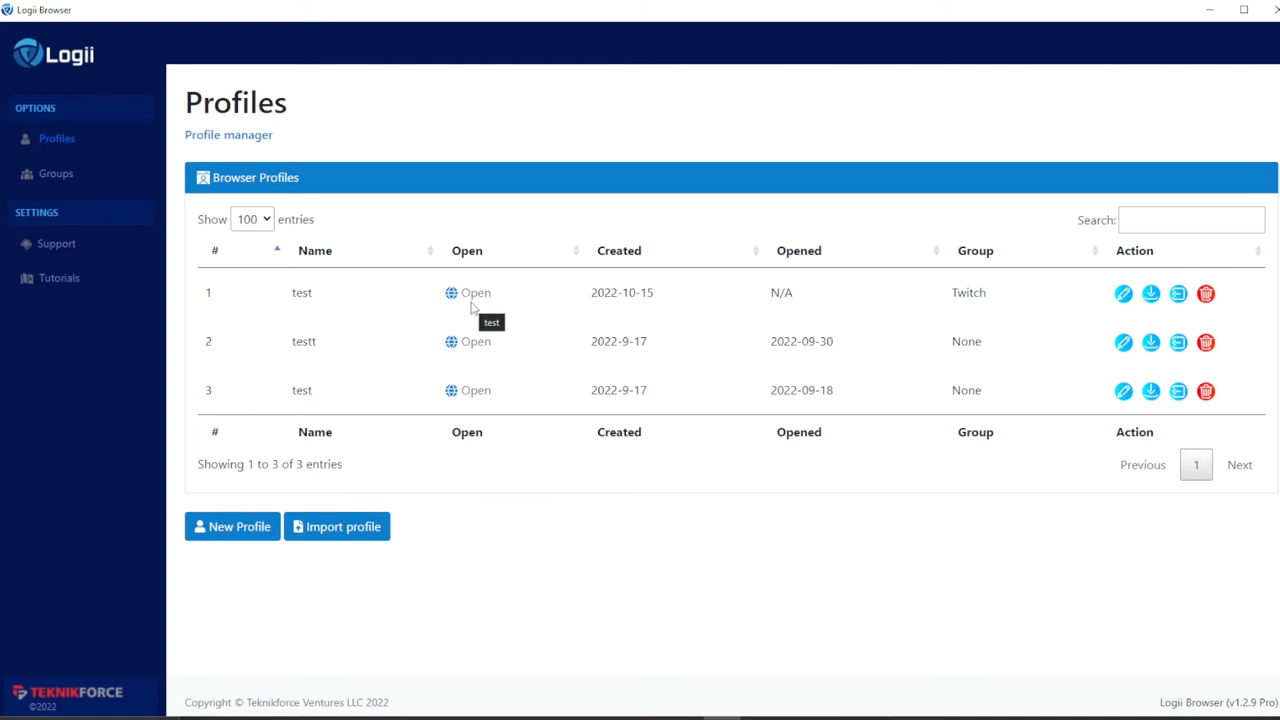 Logii Browser
Logii
OPTIONS
Profiles
Groups
SETTINGS
Support
Tutorials
TEKNIKFORCE
©2022
Profiles
Profile manager
Browser Profiles
Show 100 entries
Search:
# Name Open Created Opened Group Action
1 test Open 2022-10-15 N/A Twitch
test
2 testt Open 2022-9-17 2022-09-30 None
3 test Open 2022-9-17 2022-09-18 None
# Name Open Created Opened Group Action
Showing 1 to 3 of 3 entries
Previous 1 Next
New Profile Import profile
Copyright © Teknikforce Ventures LLC 2022
Logii Browser (v1.2.9 Pro)